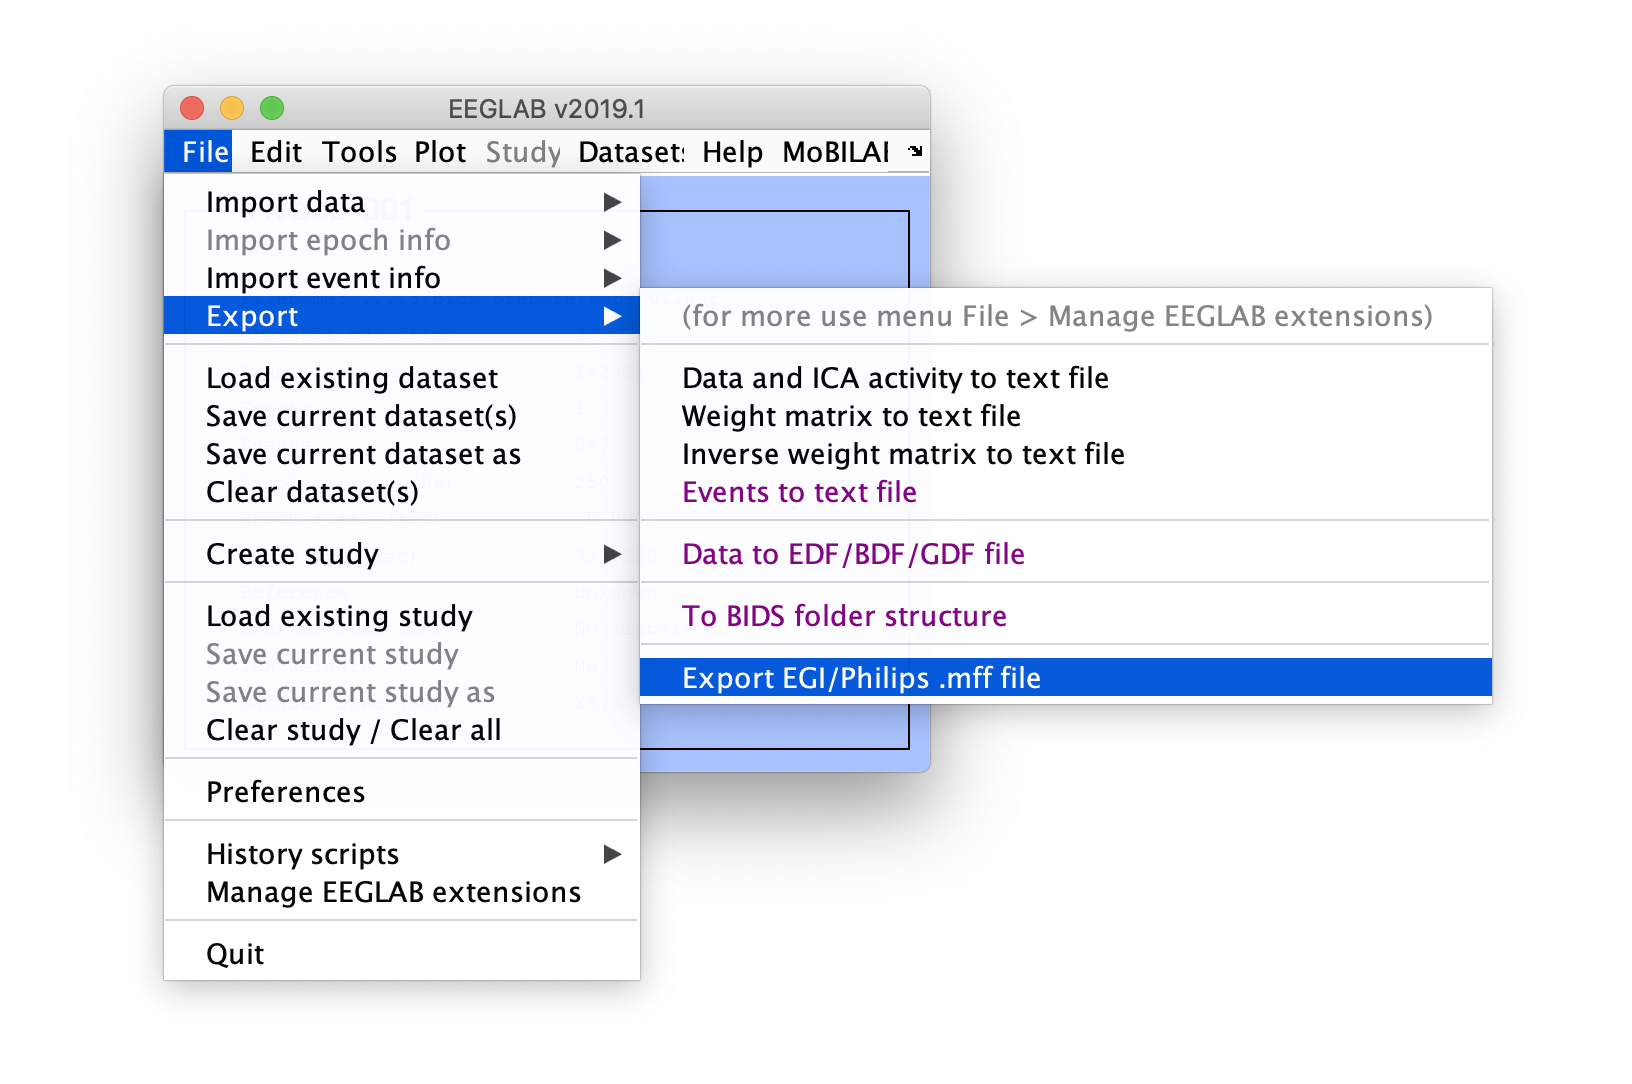 EEGLAB v2019.1
File Edit Tools Plot Study Datasets Help MoBILAB
Import data
Import epoch info
Import event info
Export
Load existing dataset
Save current dataset(s)
Save current dataset as
Clear dataset(s)
Create study
Load existing study
Save current study
Save current study as
Clear study / Clear all
Preferences
History scripts
Manage EEGLAB extensions
Quit
(for more use menu File > Manage EEGLAB extensions)
Data and ICA activity to text file
Weight matrix to text file
Inverse weight matrix to text file
Events to text file
Data to EDF/BDF/GDF file
To BIDS folder structure
Export EGI/Philips .mff file